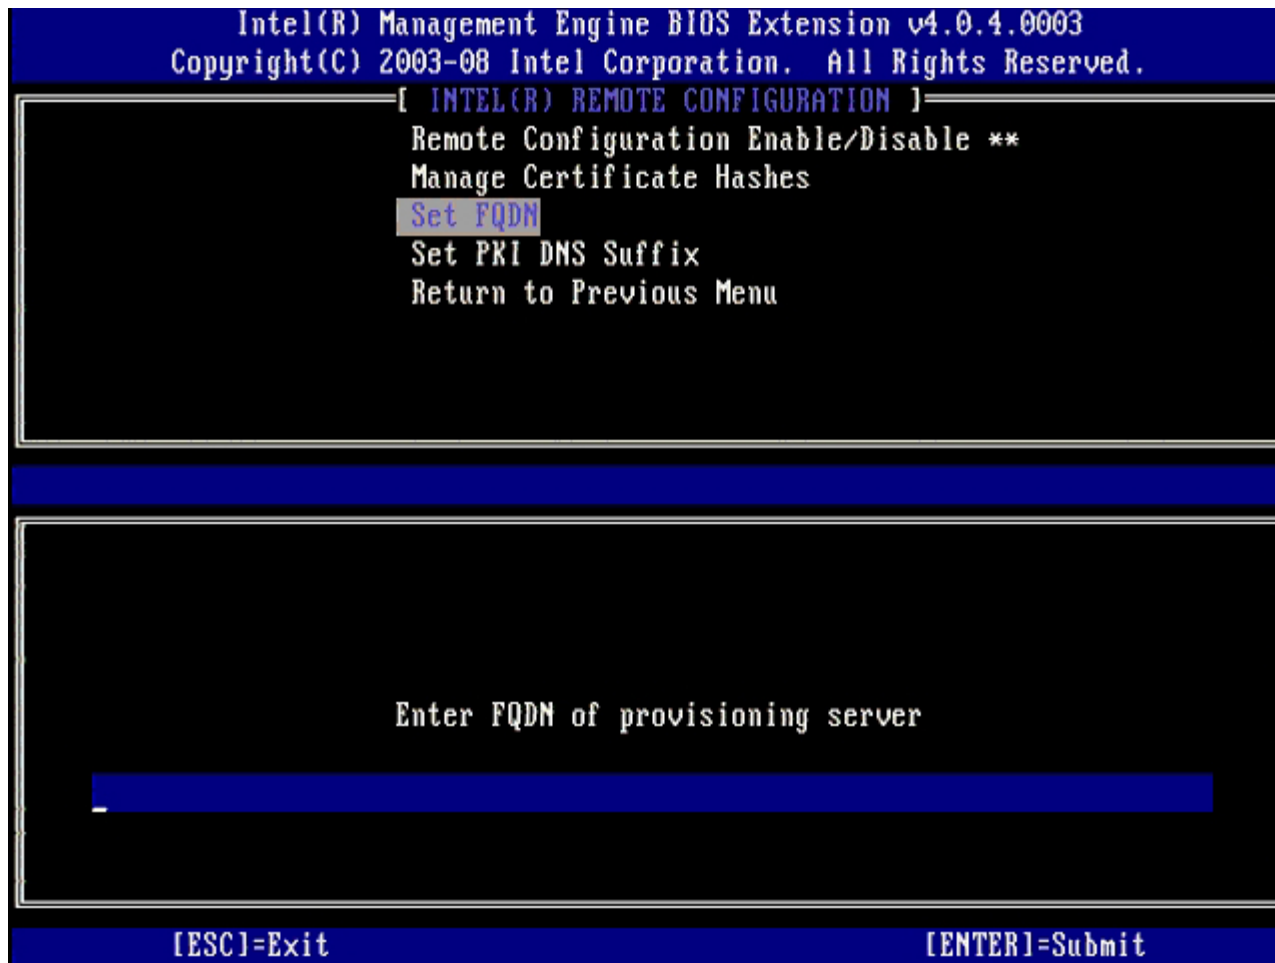 Intel(R) Management Engine BIOS Extension v4.0.4.0003
Copyright(C) 2003-08 Intel Corporation. All Rights Reserved.
[ INTEL(R) REMOTE CONFIGURATION ]
Remote Configuration Enable/Disable **
Manage Certificate Hashes
Set FQDN
Set PKI DNS Suffix
Return to Previous Menu
Enter FQDN of provisioning server
[ESC]=Exit [ENTER]=Submit